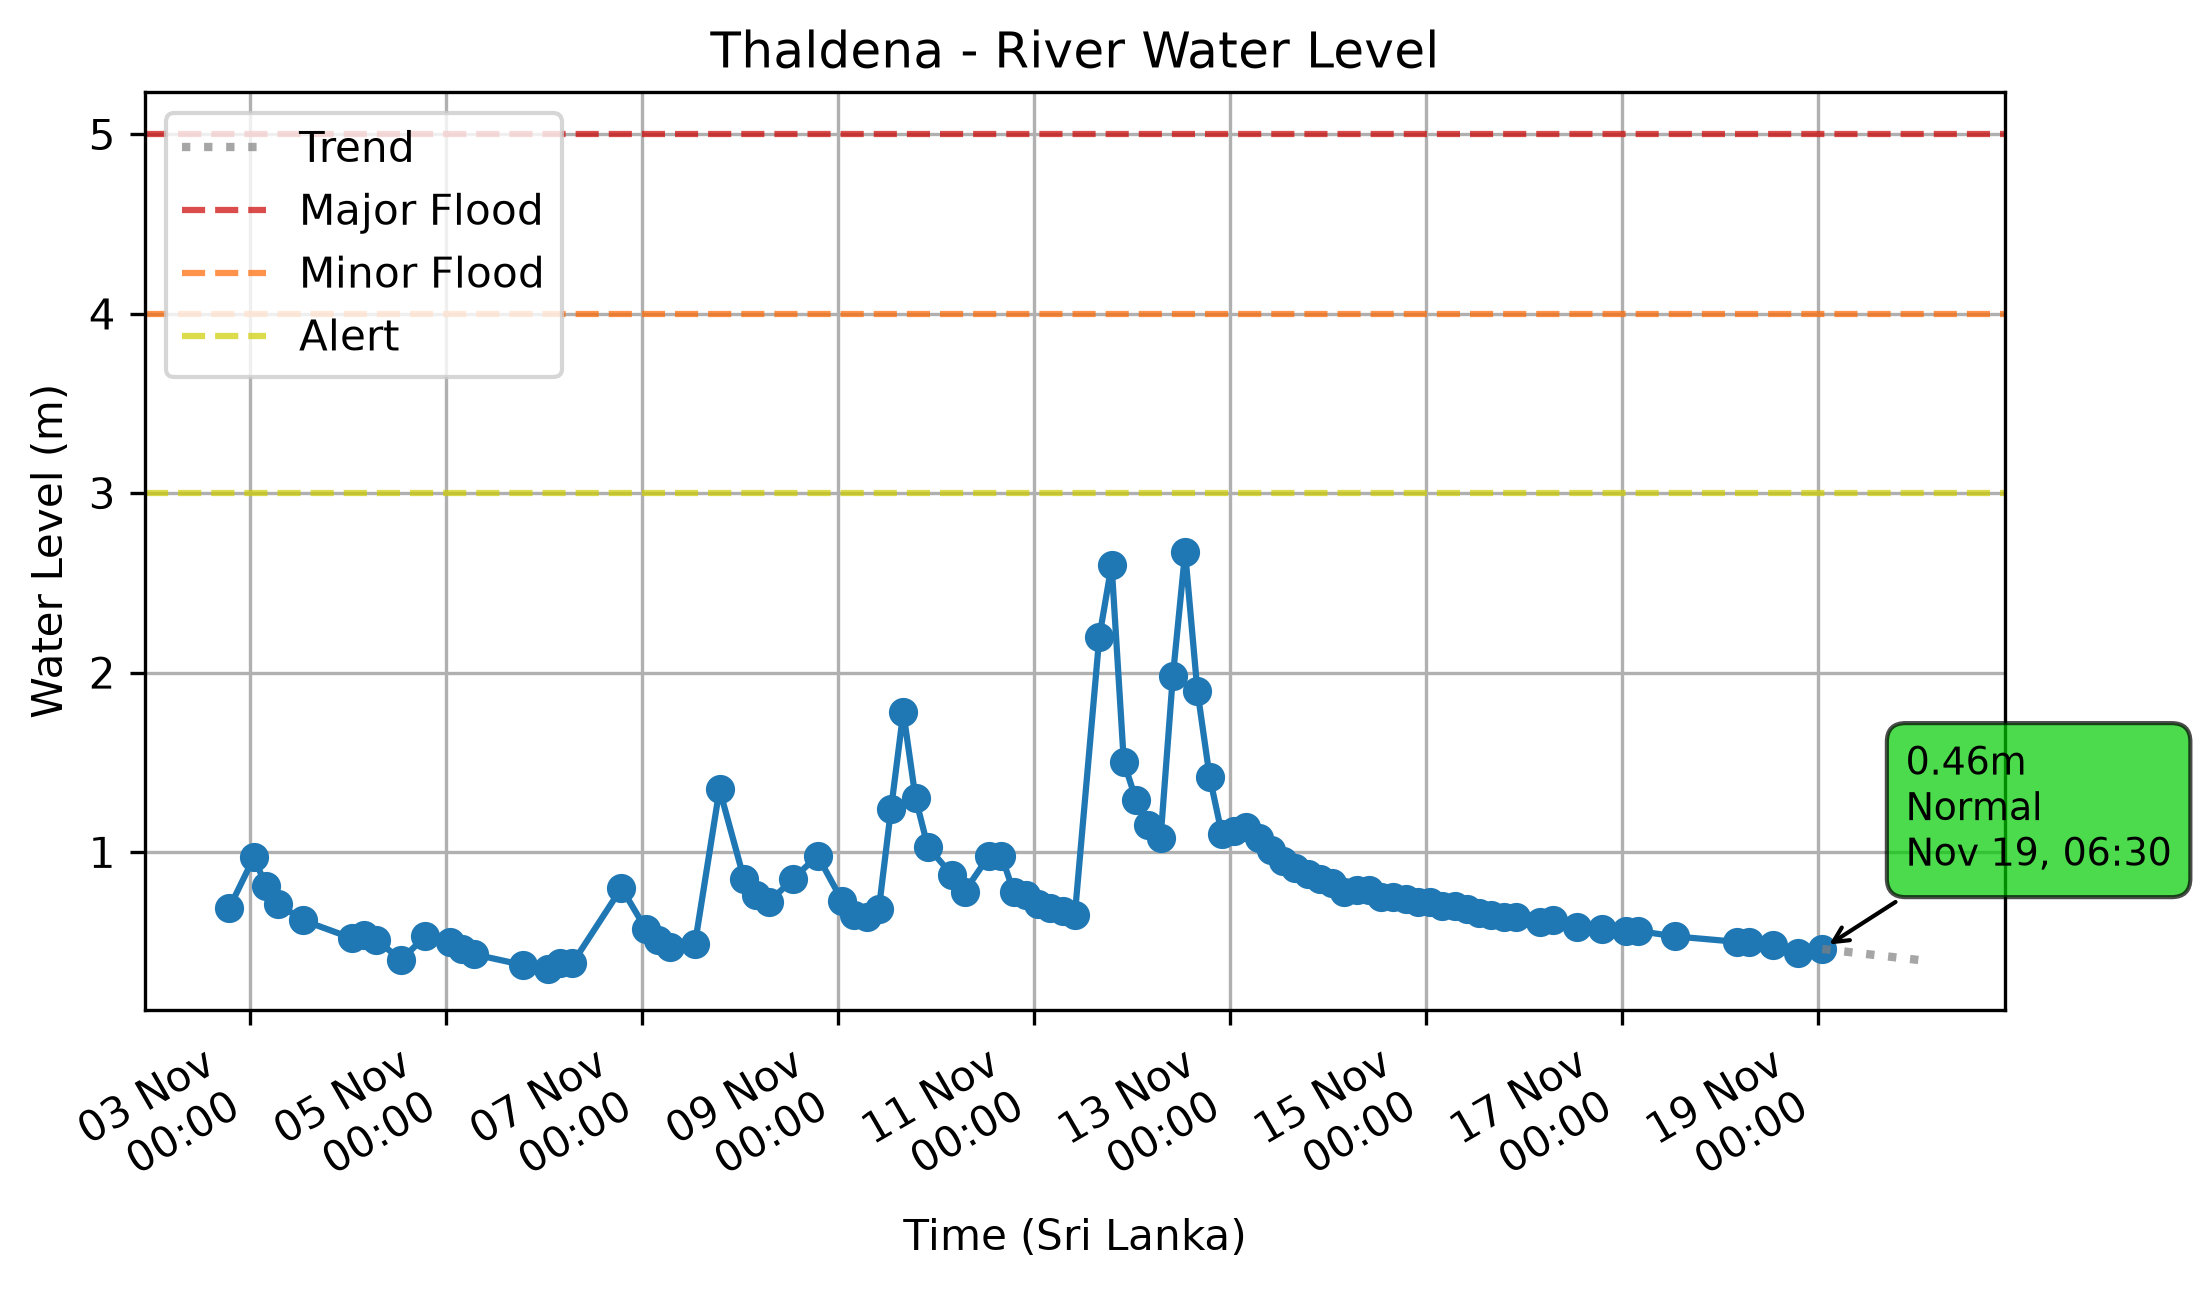 Thaldena - River Water Level
Trend
Major Flood
Minor Flood
Alert
5
4
3
2
1
Water Level (m)
0.46m
Normal
Nov 19, 06:30
03 Nov
00:00
05 Nov
00:00
07 Nov
00:00
09 Nov
00:00
11 Nov
00:00
13 Nov
00:00
15 Nov
00:00
17 Nov
00:00
19 Nov
00:00
Time (Sri Lanka)